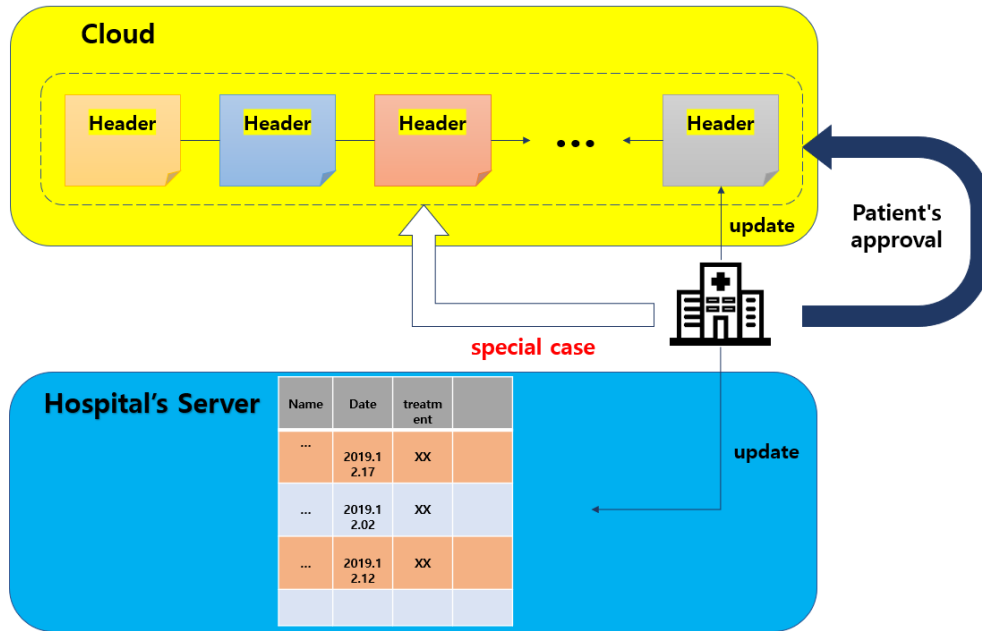 Cloud
Header
Header
Header
...
Header
update
Patient's
approval
special case
Hospital's Server
Name Date treatm
ent
...
2019.1
2.17
XX
... 2019.1
2.02
XX
... 2019.1
2.12
XX
update